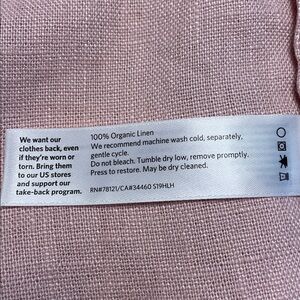 We want our
clothes back, even
if they're worn or
torn. Bring them
to our US stores
and support our
take-back program.
100% Organic Linen
We recommend machine wash cold, separately,
gentle cycle.
Do not bleach. Tumble dry low, remove promptly.
Press to restore. May be dry cleaned.
RN#78121/CA#34460 S19HLH